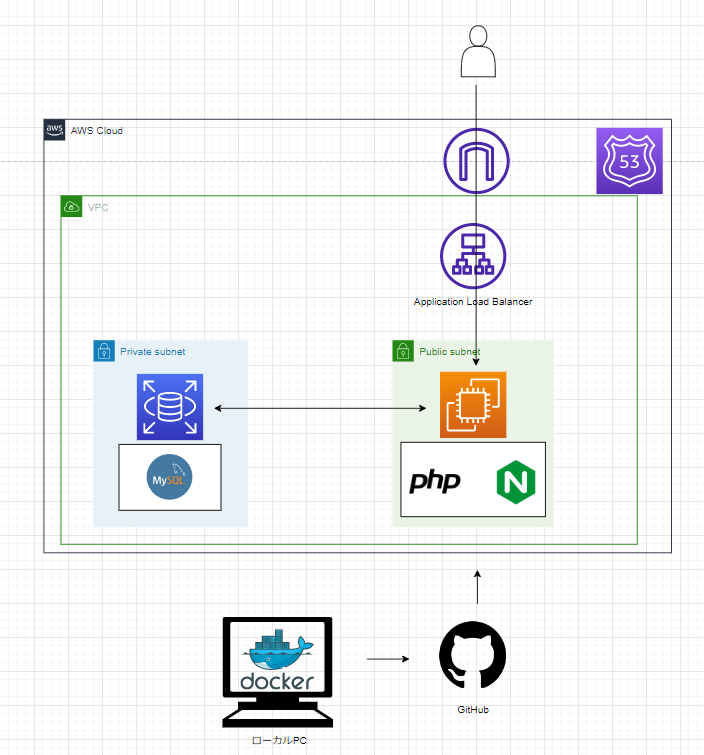 aws
AWS Cloud
53
VPC
Application Load Balancer
Private subnet
Public subnet
MySQL
php
N
docker
ローカルPC
GitHub